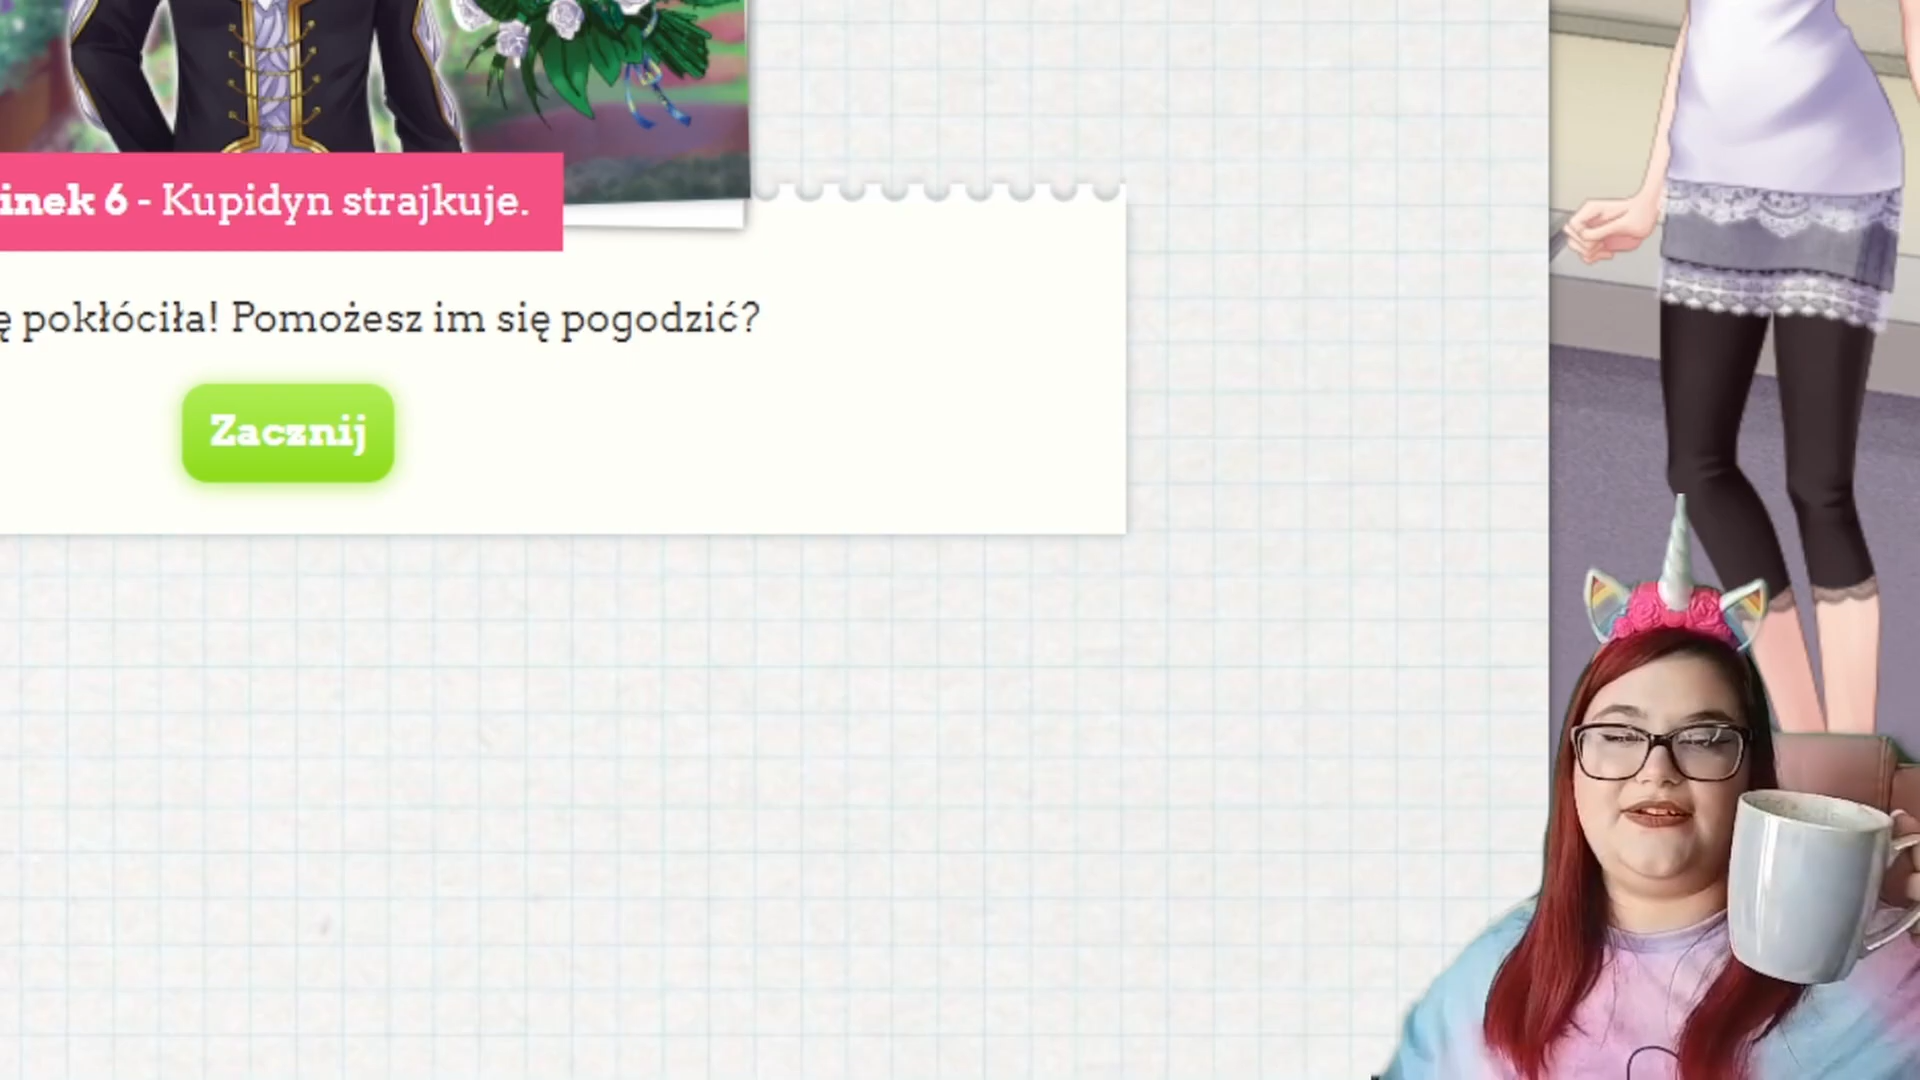 inek 6 - Kupidyn strajkuje.
ę pokłóciła! Pomożesz im się pogodzić?
Zacznij